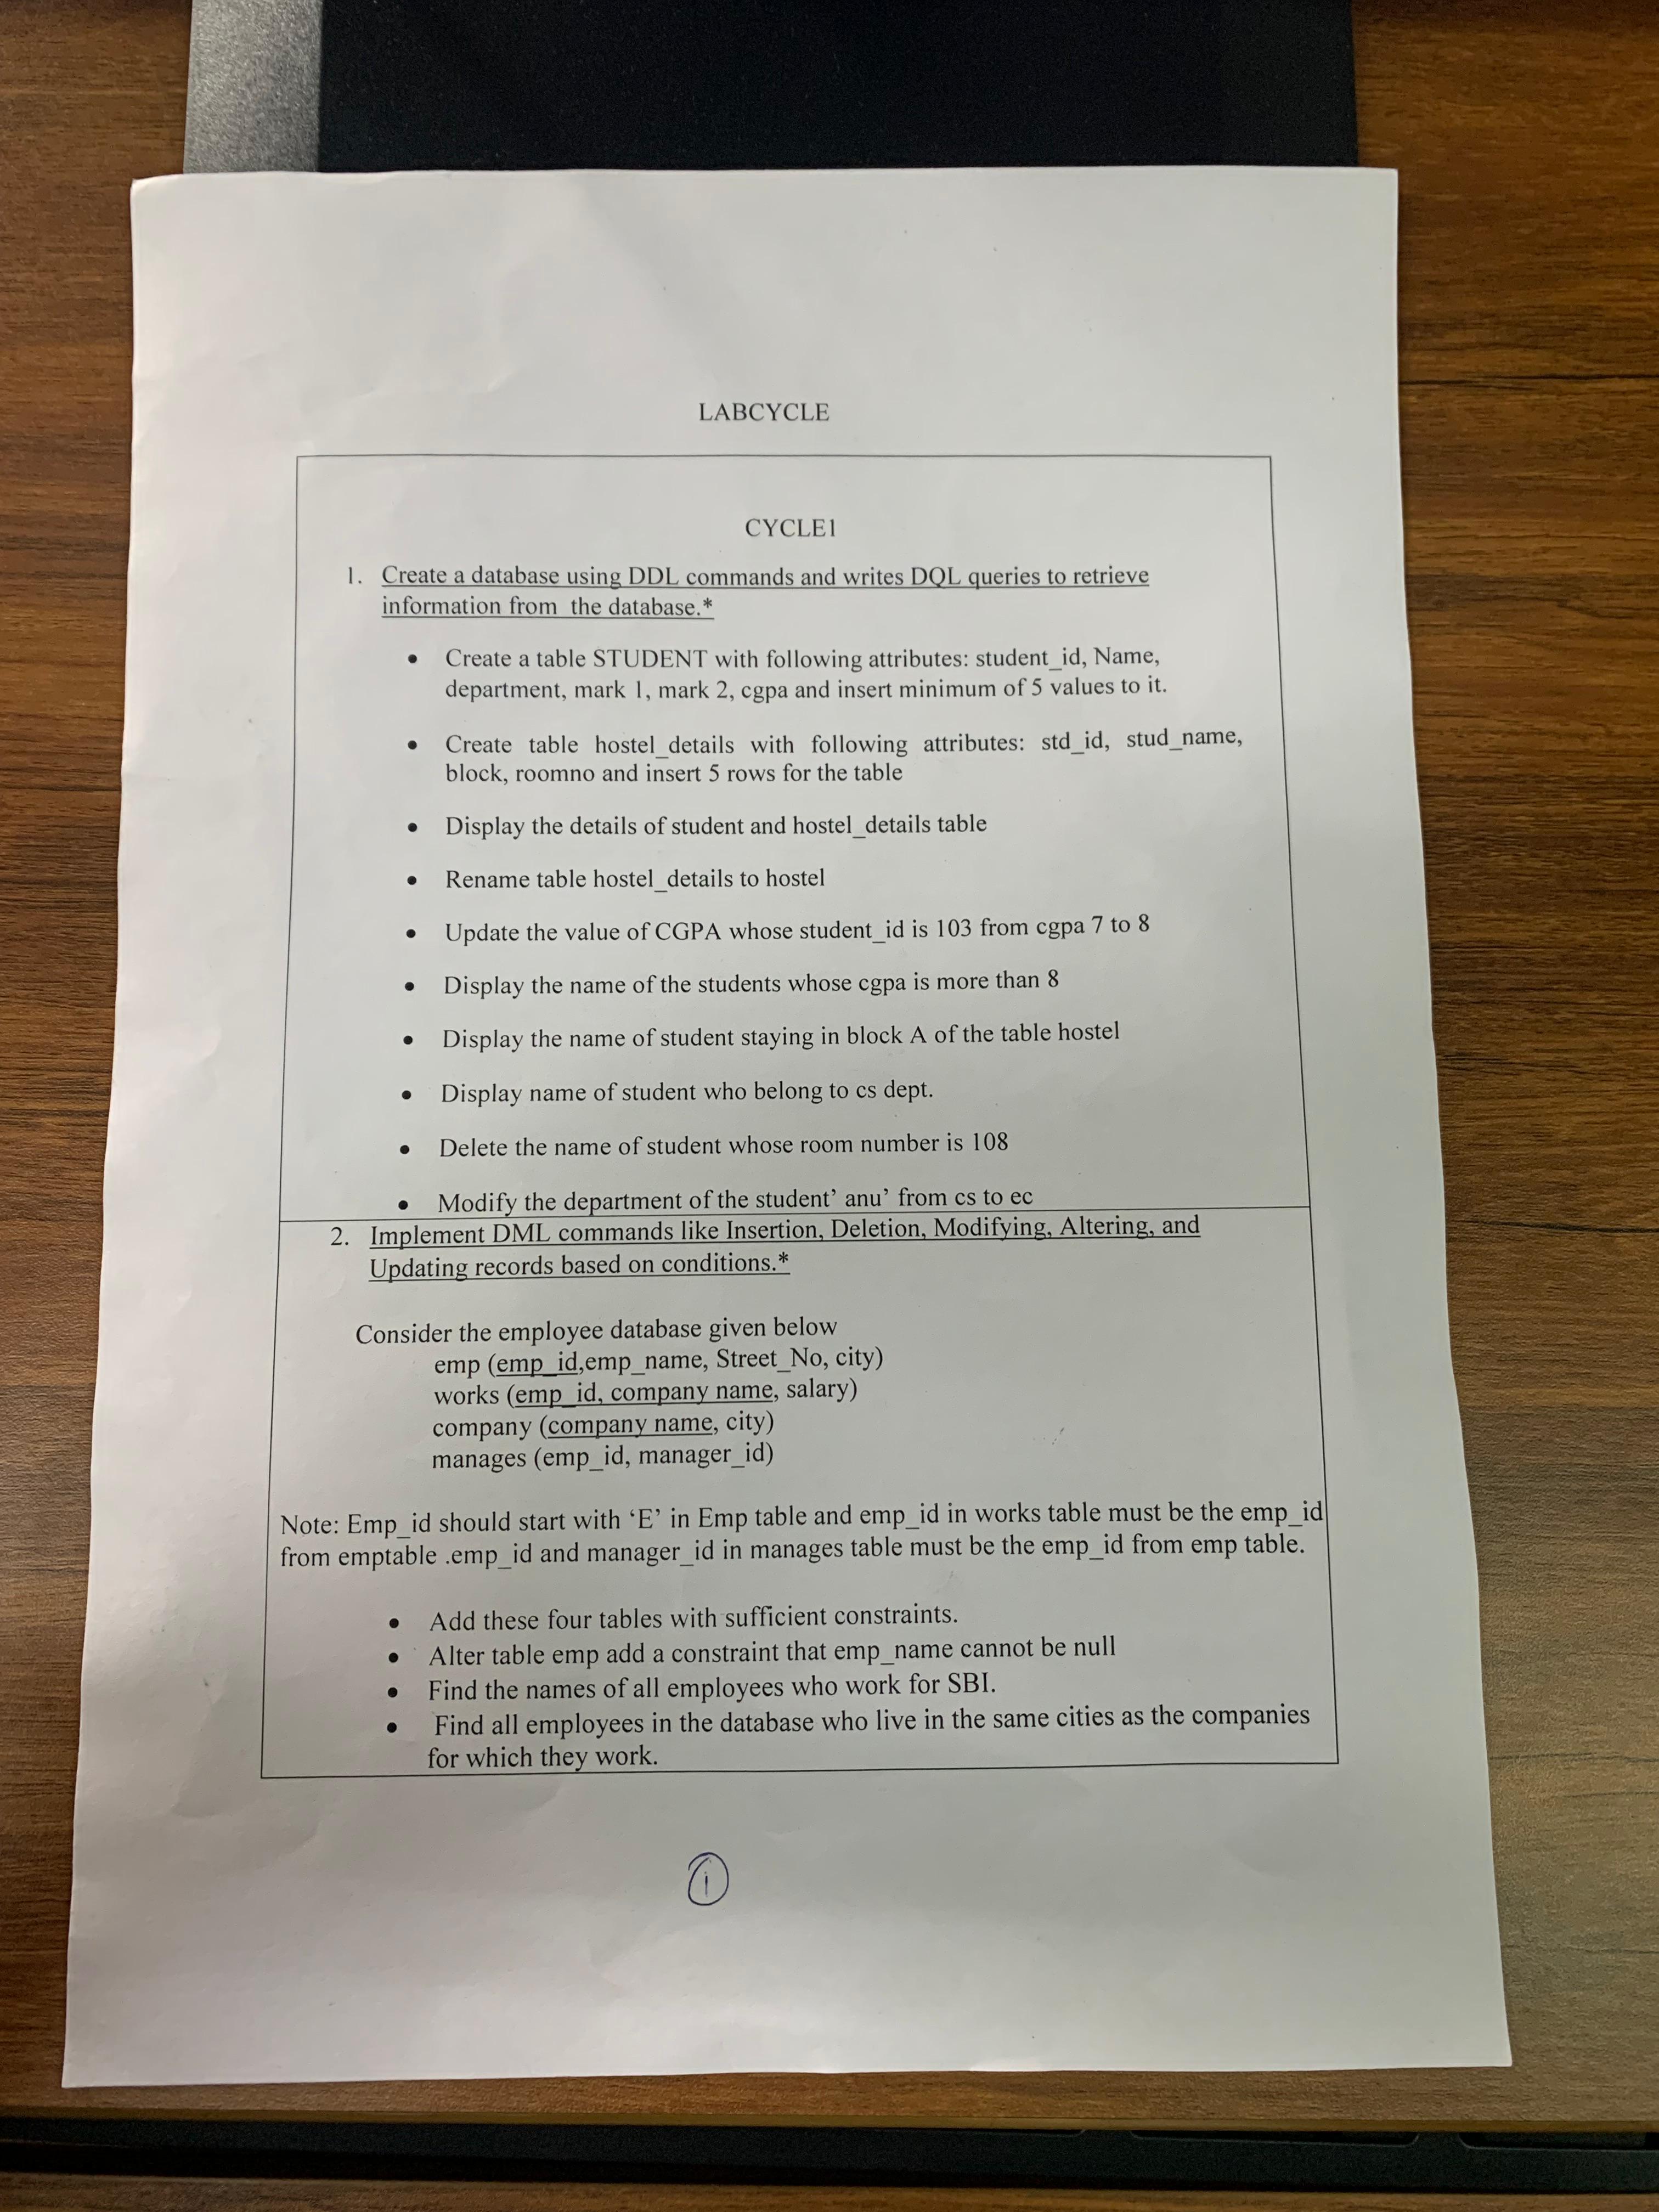 LABCYCLE
CYCLE1
1. Create a database using DDL commands and writes DQL queries to retrieve
information from the database.*
• Create a table STUDENT with following attributes: student_id, Name,
department, mark 1, mark 2, cgpa and insert minimum of 5 values to it.
• Create table hostel_details with following attributes: std_id, stud_name,
block, roomno and insert 5 rows for the table
• Display the details of student and hostel_details table
• Rename table hostel_details to hostel
• Update the value of CGPA whose student_id is 103 from cgpa 7 to 8
• Display the name of the students whose cgpa is more than 8
• Display the name of student staying in block A of the table hostel
• Display name of student who belong to cs dept.
• Delete the name of student whose room number is 108
• Modify the department of the student’ anu’ from cs to ec
2. Implement DML commands like Insertion, Deletion, Modifying, Altering, and
Updating records based on conditions.*
Consider the employee database given below
emp (emp_id,emp_name, Street_No, city)
works (emp_id, company name, salary)
company (company name, city)
manages (emp_id, manager_id)
Note: Emp_id should start with ‘E’ in Emp table and emp_id in works table must be the emp_id
from emptable .emp_id and manager_id in manages table must be the emp_id from emp table.
• Add these four tables with sufficient constraints.
• Alter table emp add a constraint that emp_name cannot be null
• Find the names of all employees who work for SBI.
• Find all employees in the database who live in the same cities as the companies
for which they work.
1